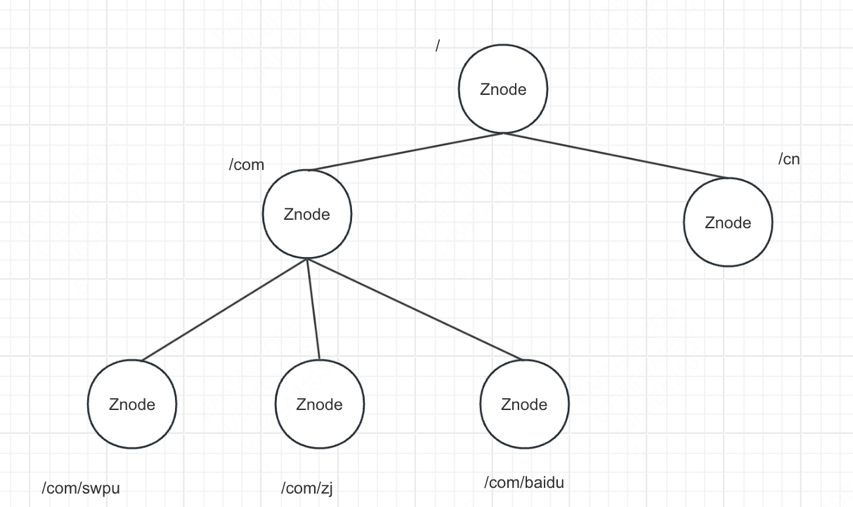 /
Znode
/com
/cn
Znode
Znode
Znode
Znode
Znode
/com/swpu
/com/zj
/com/baidu